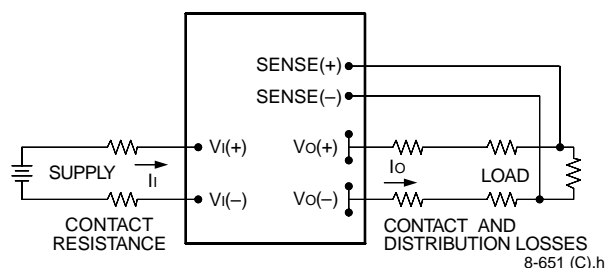 SENSE(+)
SENSE(–)
VI(+)
VO(+)
IO
SUPPLY
II
LOAD
VI(–)
VO(–)
CONTACT
RESISTANCE
CONTACT AND
DISTRIBUTION LOSSES
8-651 (C).h